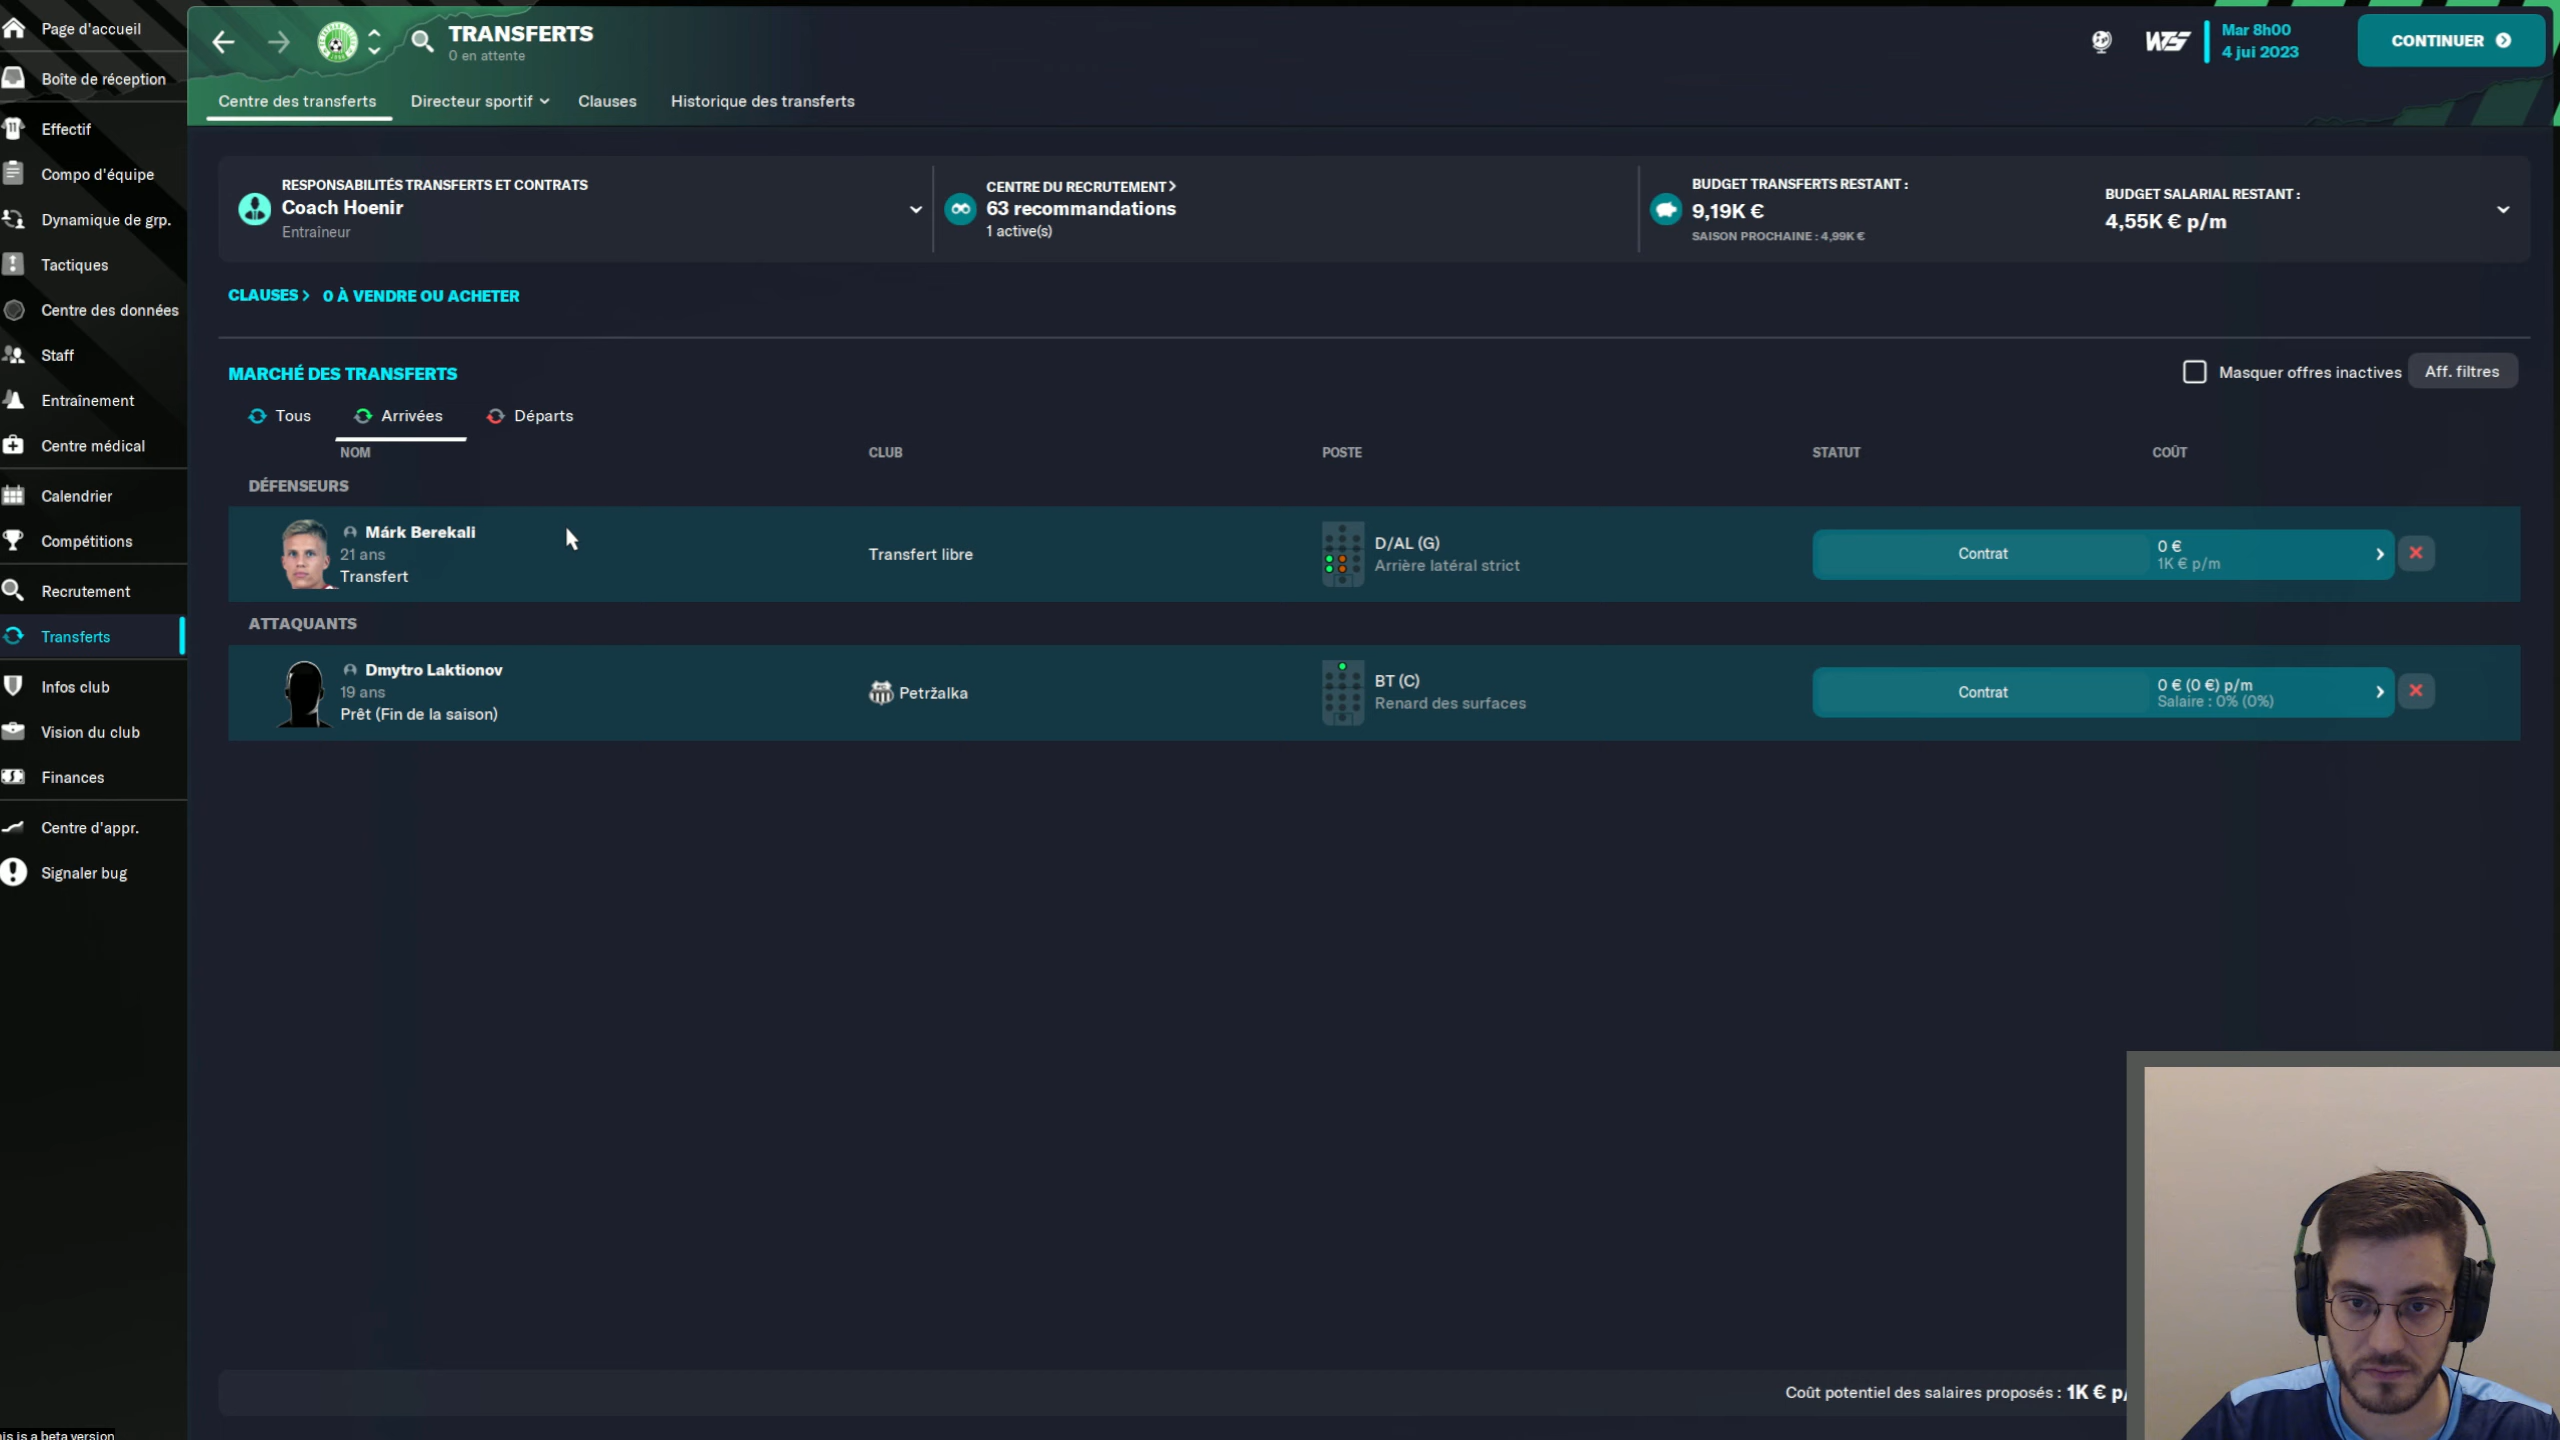 Page d'accueil
Boîte de réception
Effectif
Compo d'équipe
Dynamique de grp.
Tactiques
Centre des données
Staff
Entraînement
Centre médical
Calendrier
Compétitions
Recrutement
Transferts
Infos club
Vision du club
Finances
Centre d'appr.
Signaler bug
TRANSFERTS
0 en attente
Mar 8h00
4 jui 2023
CONTINUER
Centre des transferts
Directeur sportif
Clauses
Historique des transferts
RESPONSABILITÉS TRANSFERTS ET CONTRATS
Coach Hoenir
Entraîneur
CENTRE DU RECRUTEMENT >
63 recommandations
1 active(s)
BUDGET TRANSFERTS RESTANT :
9,19K €
SAISON PROCHAINE : 4,99K €
BUDGET SALARIAL RESTANT :
4,55K € p/m
CLAUSES > 0 À VENDRE OU ACHETER
MARCHÉ DES TRANSFERTS
Masquer offres inactives
Aff. filtres
Tous
Arrivées
Départs
NOM CLUB POSTE STATUT COÛT
DÉFENSEURS
Márk Berekali
21 ans
Transfert
Transfert libre
D/AL (G)
Arrière latéral strict
Contrat
0 €
1K € p/m
ATTAQUANTS
Dmytro Laktionov
19 ans
Prêt (Fin de la saison)
Petržalka
BT (C)
Renard des surfaces
Contrat
0 € (0 €) p/m
Salaire : 0% (0%)
Coût potentiel des salaires proposés : 1K € p/
his is a beta version